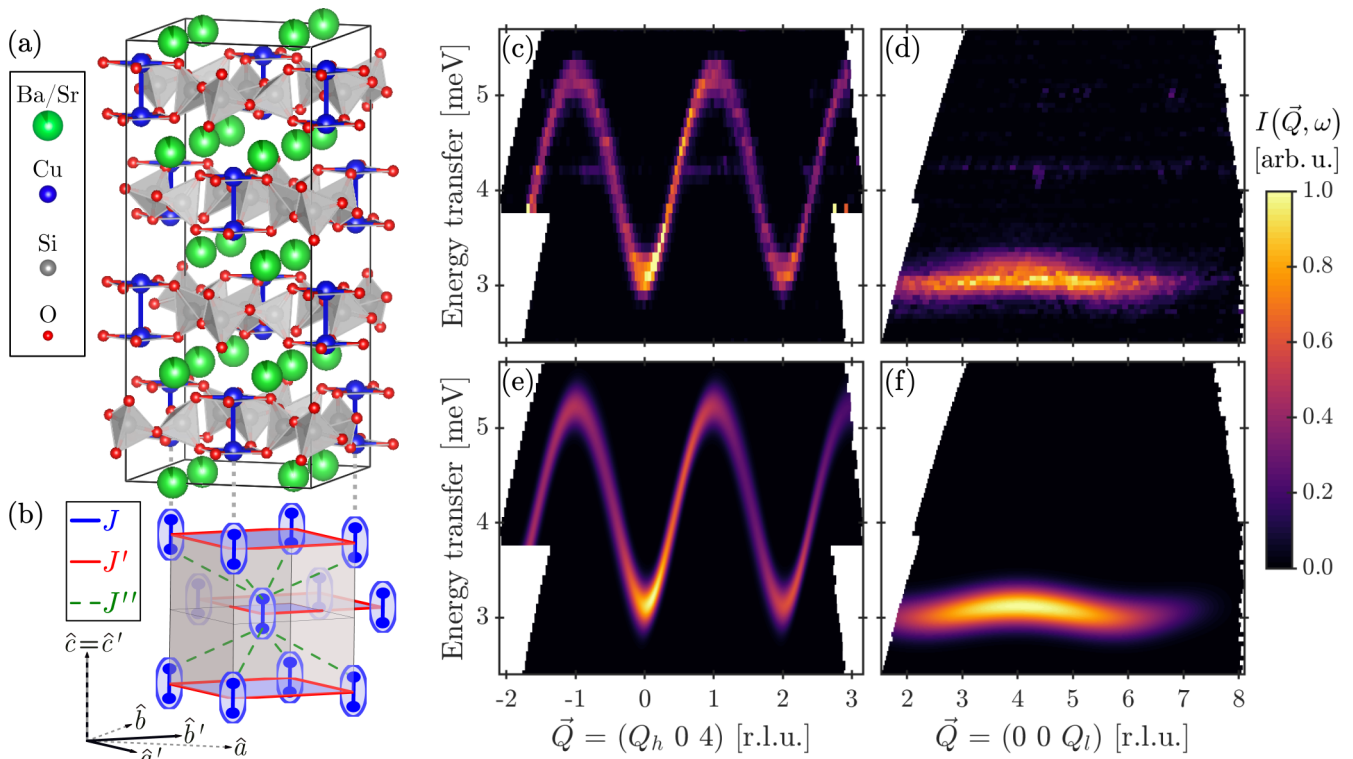 (a)
Ba/Sr
Cu
Si
O
(b)
J
J′
J″
ĉ=ĉ′
b̂
b̂′
â
â′
(c)
Energy transfer [meV]
5
4
3
(d)
(e)
Energy transfer [meV]
5
4
3
-2 -1 0 1 2 3
Q⃗ = (Qₕ 0 4) [r.l.u.]
(f)
2 3 4 5 6 7 8
Q⃗ = (0 0 Qₗ) [r.l.u.]
I(Q⃗, ω)
[arb. u.]
1.0
0.8
0.6
0.4
0.2
0.0